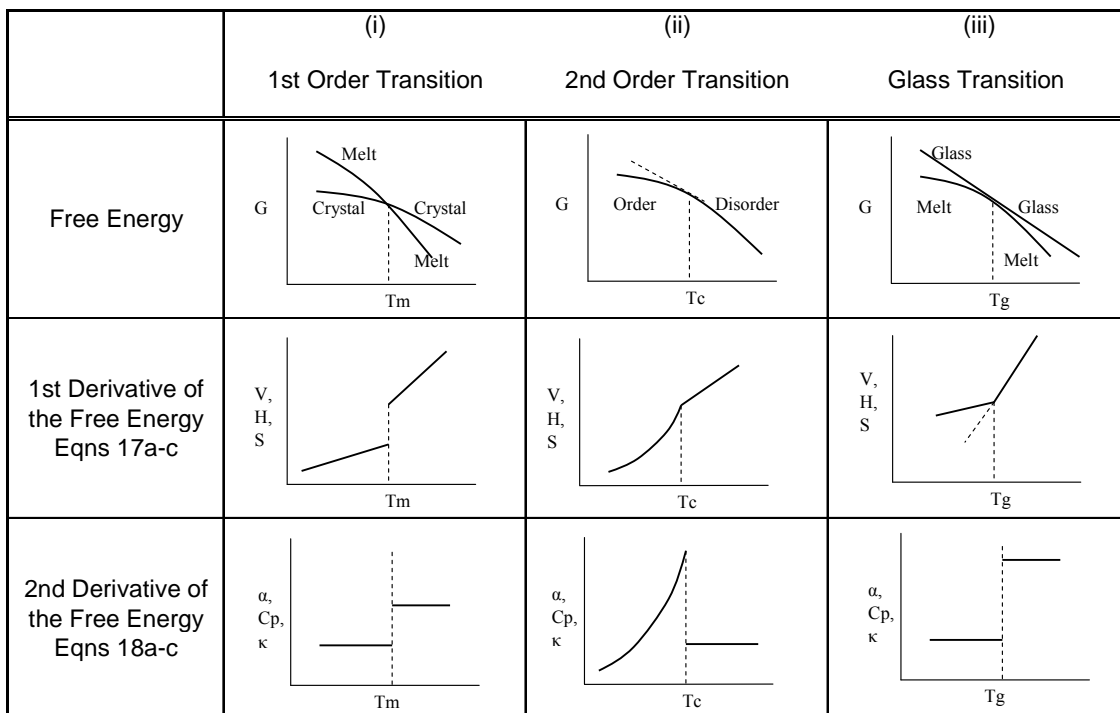 (i)
(ii)
(iii)
1st Order Transition
2nd Order Transition
Glass Transition
Free Energy
G
Melt
Crystal
Crystal
Melt
Tm
G
Order
Disorder
Tc
G
Glass
Melt
Glass
Melt
Tg
1st Derivative of
the Free Energy
Eqns 17a-c
V,
H,
S
Tm
V,
H,
S
Tc
V,
H,
S
Tg
2nd Derivative of
the Free Energy
Eqns 18a-c
α,
Cp,
κ
Tm
α,
Cp,
κ
Tc
α,
Cp,
κ
Tg